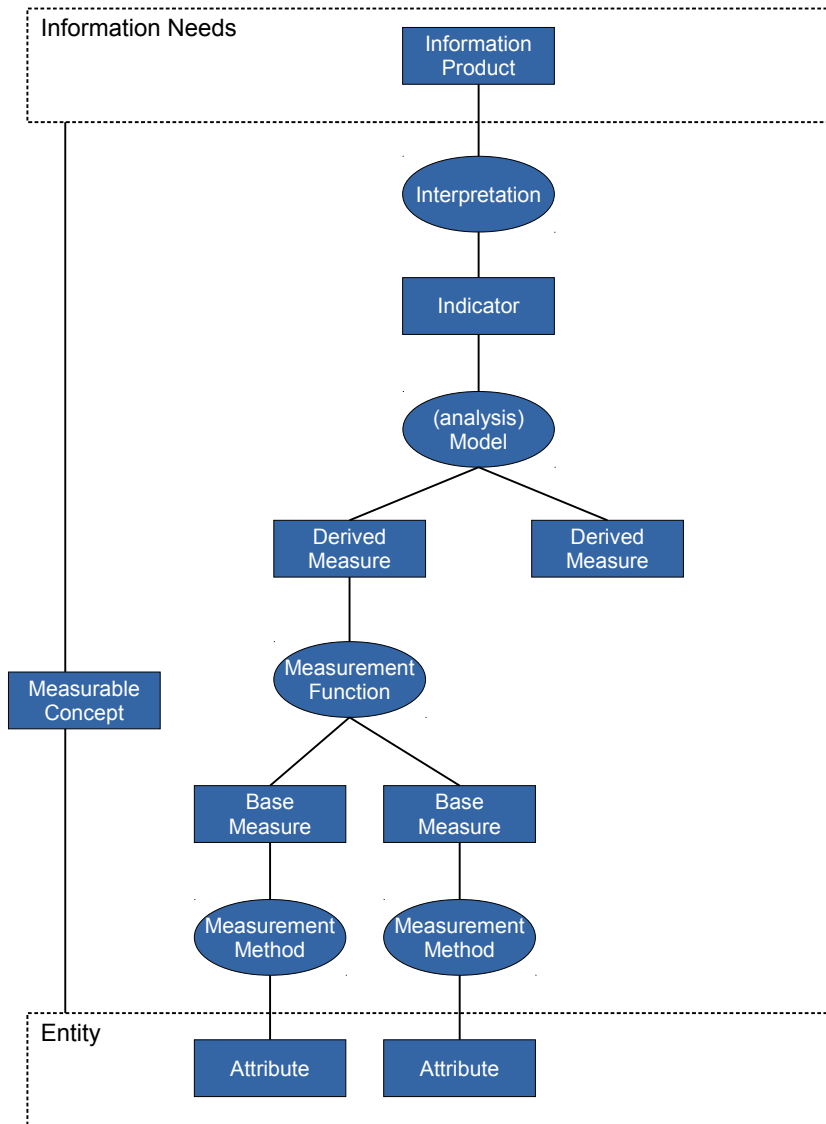 Information Needs
Information
Product
Interpretation
Indicator
(analysis)
Model
Derived
Measure
Derived
Measure
Measurement
Function
Measurable
Concept
Base
Measure
Base
Measure
Measurement
Method
Measurement
Method
Entity
Attribute
Attribute